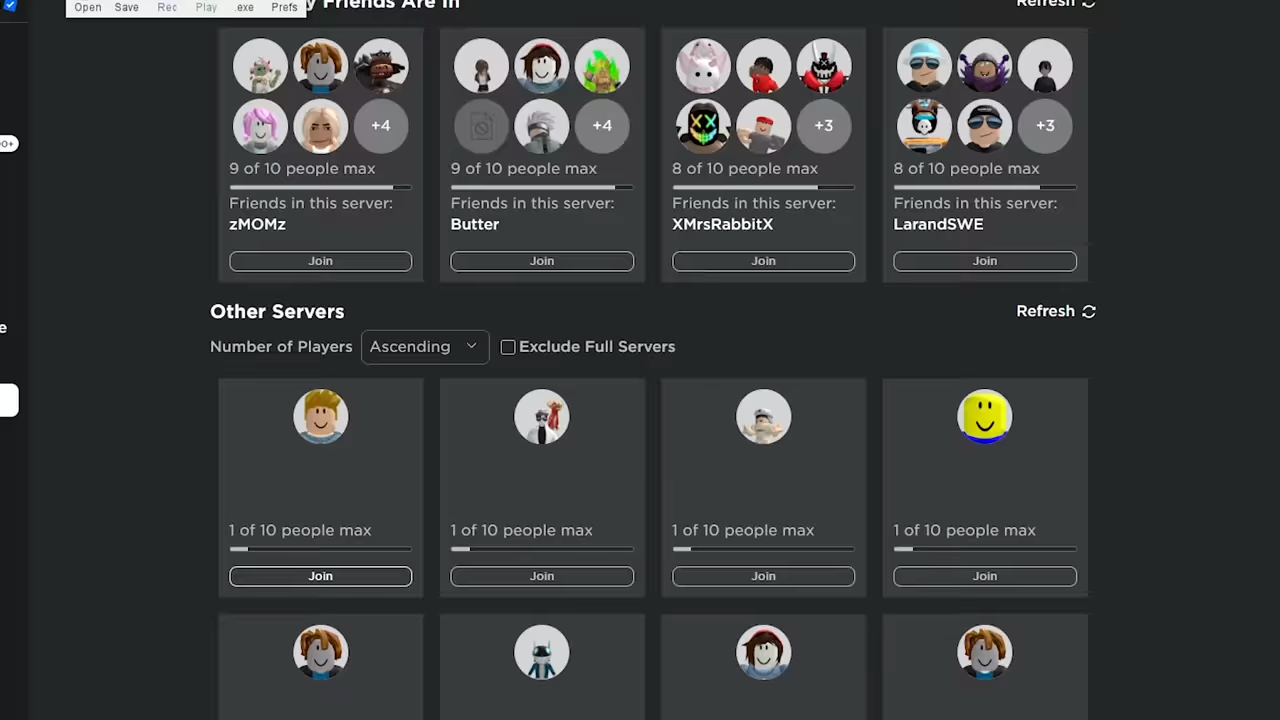 Open Save Rec Play .exe Prefs
y Friends Are In
Refresh
+4
+4
+3
+3
9 of 10 people max
9 of 10 people max
8 of 10 people max
8 of 10 people max
Friends in this server:
Friends in this server:
Friends in this server:
Friends in this server:
zMOMz
Butter
XMrsRabbitX
LarandSWE
Join
Join
Join
Join
Other Servers
Refresh
Number of Players
Ascending
Exclude Full Servers
1 of 10 people max
1 of 10 people max
1 of 10 people max
1 of 10 people max
Join
Join
Join
Join